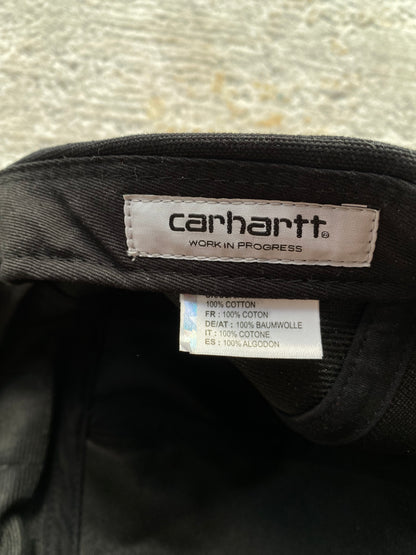 carhartt
WORK IN PROGRESS
100% COTTON
FR : 100% COTON
DE/AT : 100% BAUMWOLLE
IT : 100% COTONE
ES : 100% ALGODON